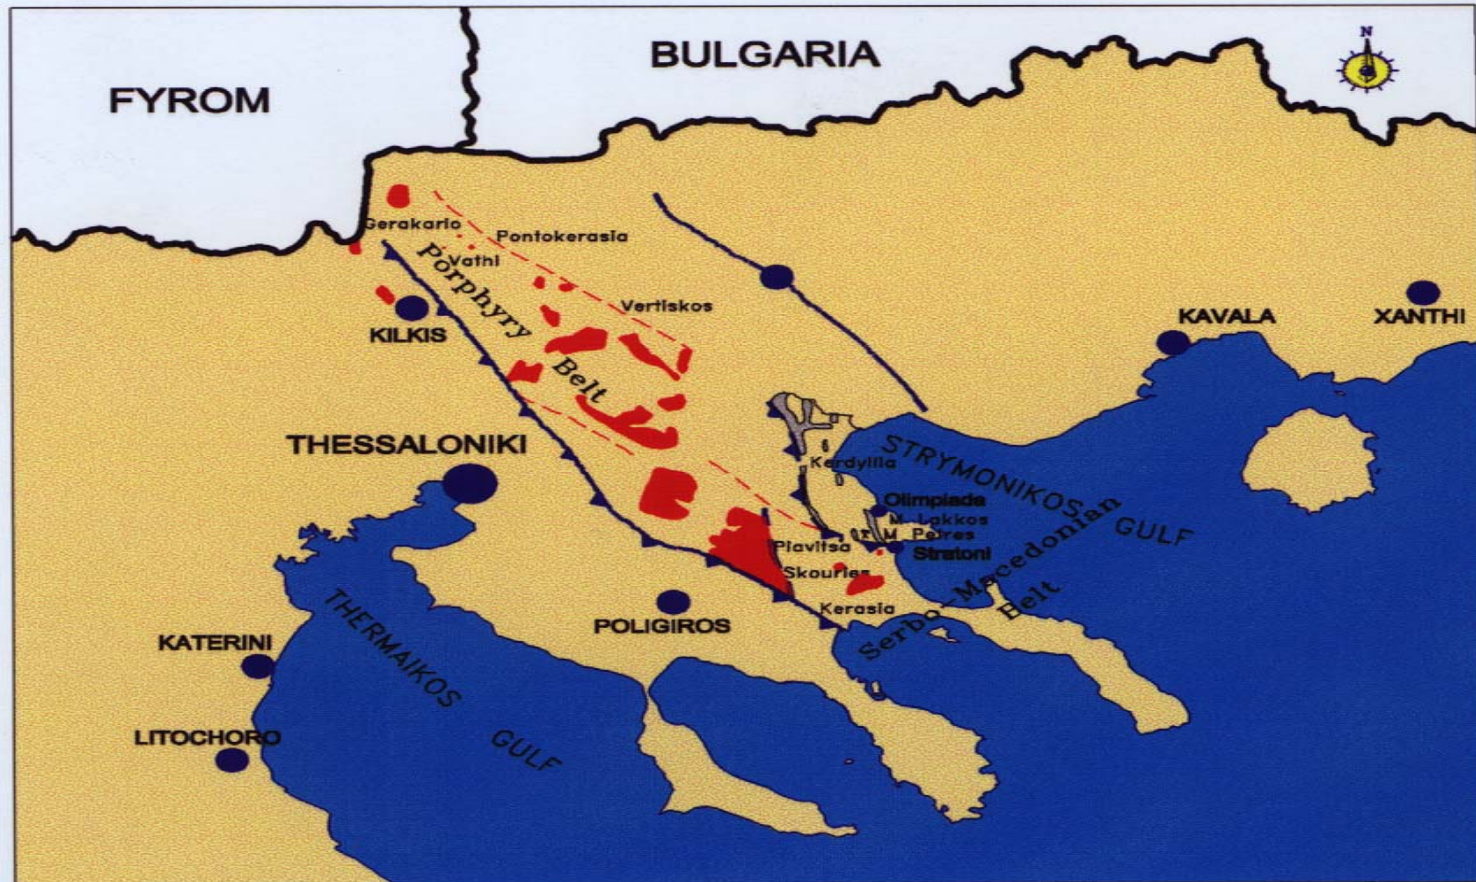 N
BULGARIA
FYROM
Gerakario
Pontokerasia
Vathi
Porphyry
Belt
Vertiskos
KILKIS
KAVALA
XANTHI
THESSALONIKI
Kerdyllia
STRYMONIKOS
GULF
Olimpiada
M Lakkos
M Petres
Stratoni
Piavitsa
Skouries
Kerasia
Serbo-Macedonian
Belt
POLIGIROS
THERMAIKOS
GULF
KATERINI
LITOCHORO